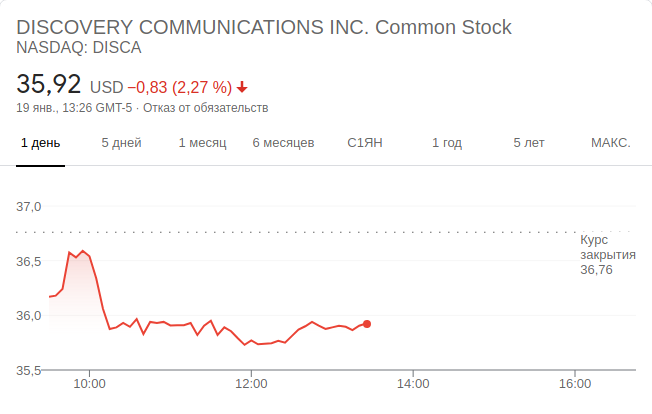 DISCOVERY COMMUNICATIONS INC. Common Stock
NASDAQ: DISCA
35,92 USD −0,83 (2,27 %)
19 янв., 13:26 GMT-5 · Отказ от обязательств
1 день 5 дней 1 месяц 6 месяцев С1ЯН 1 год 5 лет МАКС.
37,0
Курс
закрытия
36,76
36,5
36,0
35,5
10:00 12:00 14:00 16:00